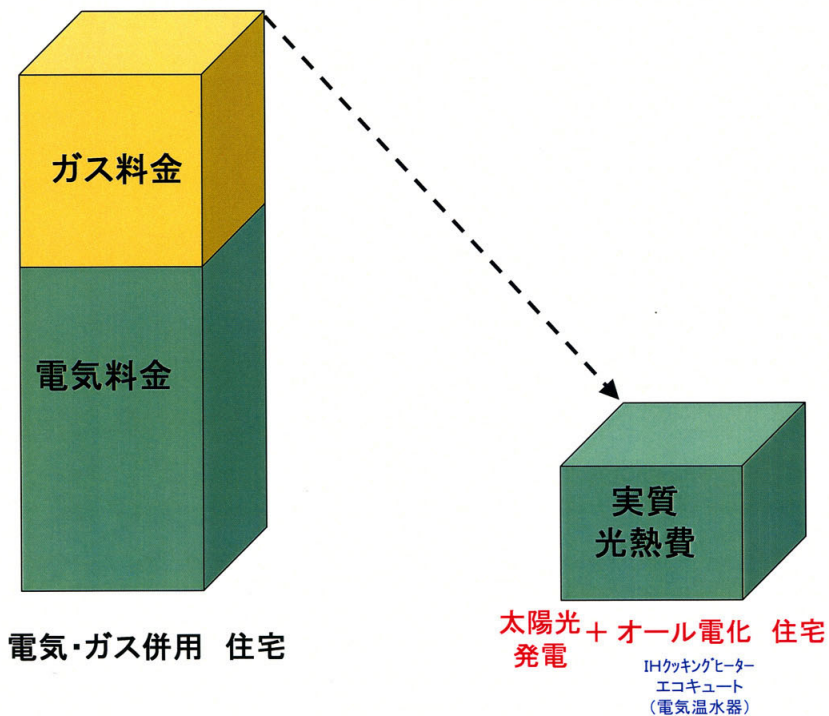 ガス料金
電気料金
電気・ガス併用 住宅
実質
光熱費
太陽光
発電
＋ オール電化 住宅
IHクッキングヒーター
エコキュート
（電気温水器）